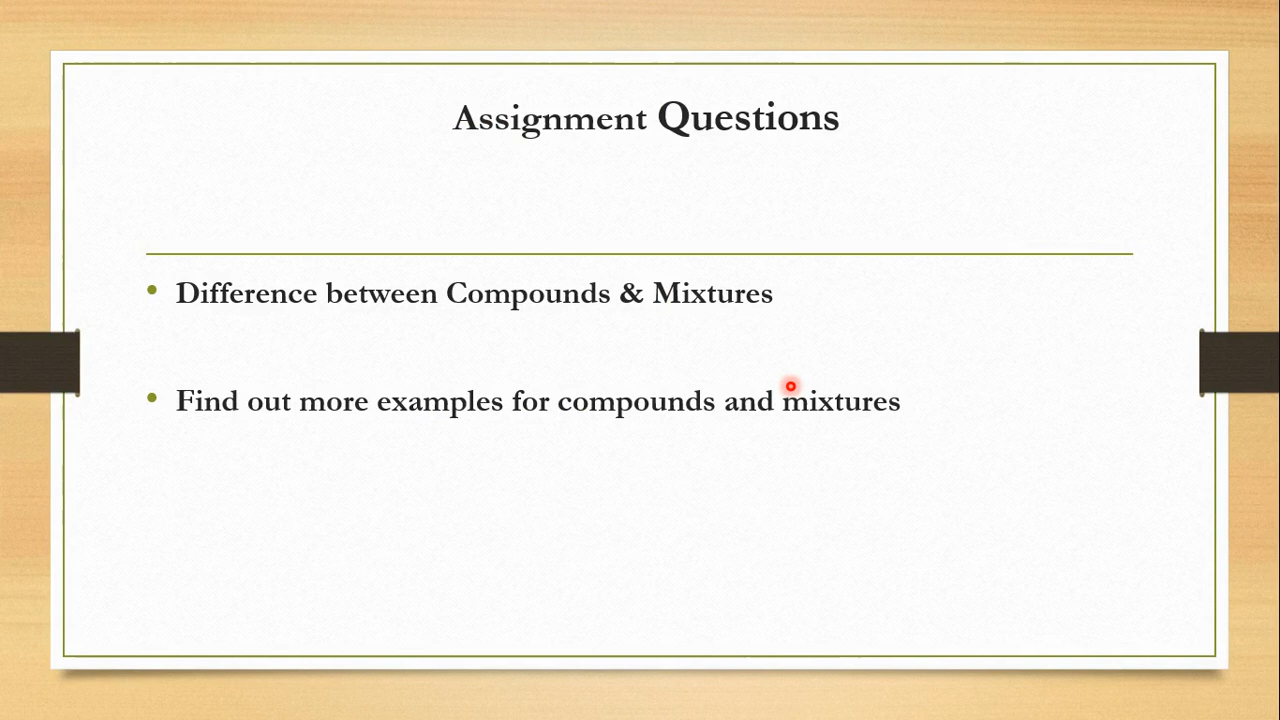 Assignment Questions
• Difference between Compounds & Mixtures
• Find out more examples for compounds and mixtures